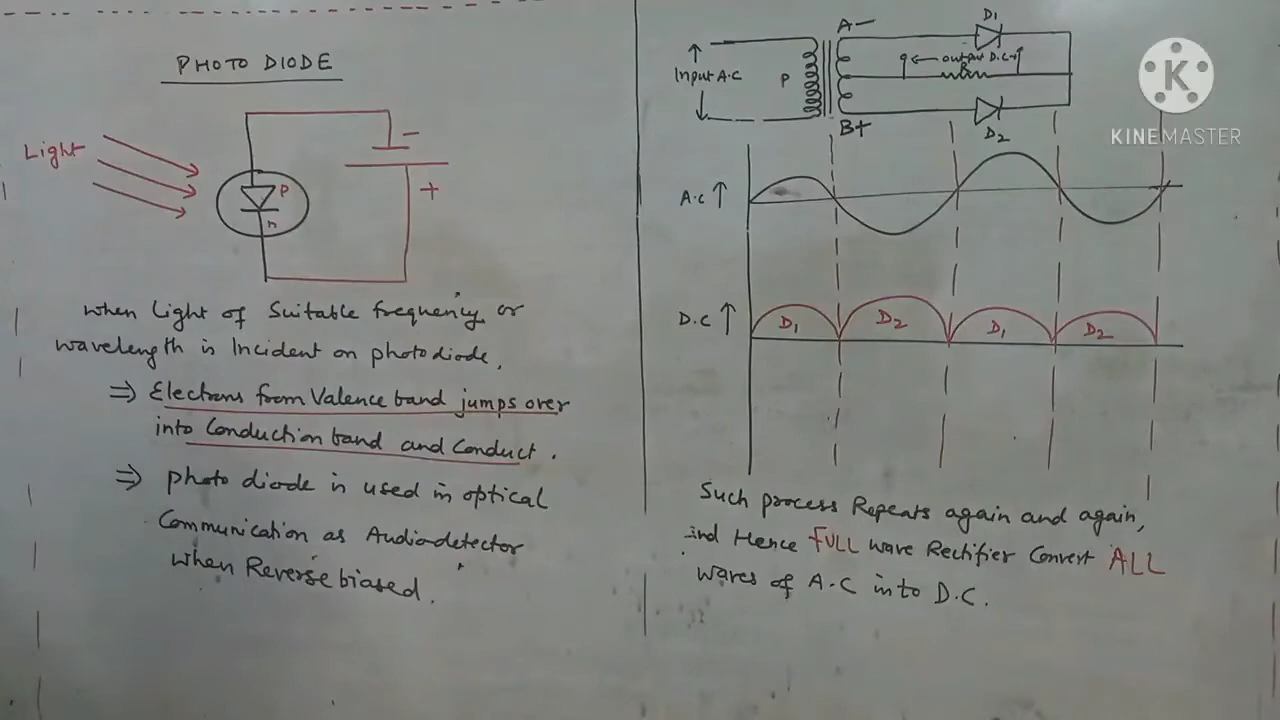 PHOTO DIODE
Light
P
n
-
+
when Light of Suitable frequency or
wavelength is Incident on photodiode.
⇒ Electrons from Valence band jumps over
into Conduction band and Conduct.
⇒ photo diode is used in optical
Communication as Audiodetector
when Reverse biased.
A-
D1
Input A.C
P
output D.C
R
B+
D2
K
KINEMASTER
A.C ↑
D.C ↑
D1 D2 D1 D2
Such process Repeats again and again,
and Hence FULL wave Rectifier Convert ALL
waves of A.C into D.C.